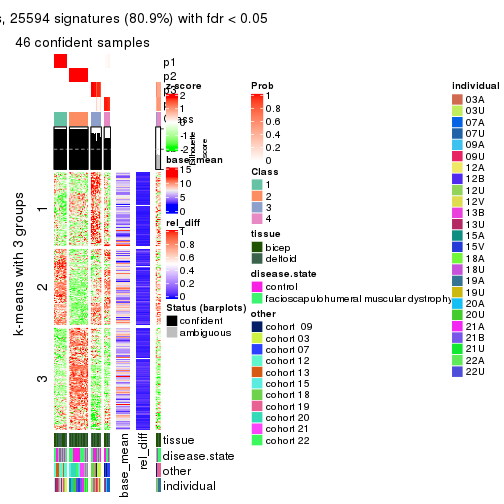 s, 25594 signatures (80.9%) with fdr < 0.05
46 confident samples
p1
p2
p3
z-score
2
1
0
-1
-2
Silhouette
score
base_mean
15
10
5
0
rel_diff
1
0.8
0.6
0.4
0.2
0
Status (barplots)
confident
ambiguous
k-means with 3 groups
1
2
3
tissue
disease.state
other
individual
base_mean
rel_diff
Prob
1
0.8
0.6
0.4
0.2
0
Class
1
2
3
4
tissue
bicep
deltoid
disease.state
control
facioscapulohumeral muscular dystrophy
other
cohort 09
cohort 03
cohort 07
cohort 12
cohort 13
cohort 15
cohort 18
cohort 19
cohort 20
cohort 21
cohort 22
individual
03A
03U
07A
07U
09A
09U
12A
12B
12U
12V
13B
13U
15A
15V
18A
18U
19A
19U
20A
20U
21A
21B
21U
22A
22U